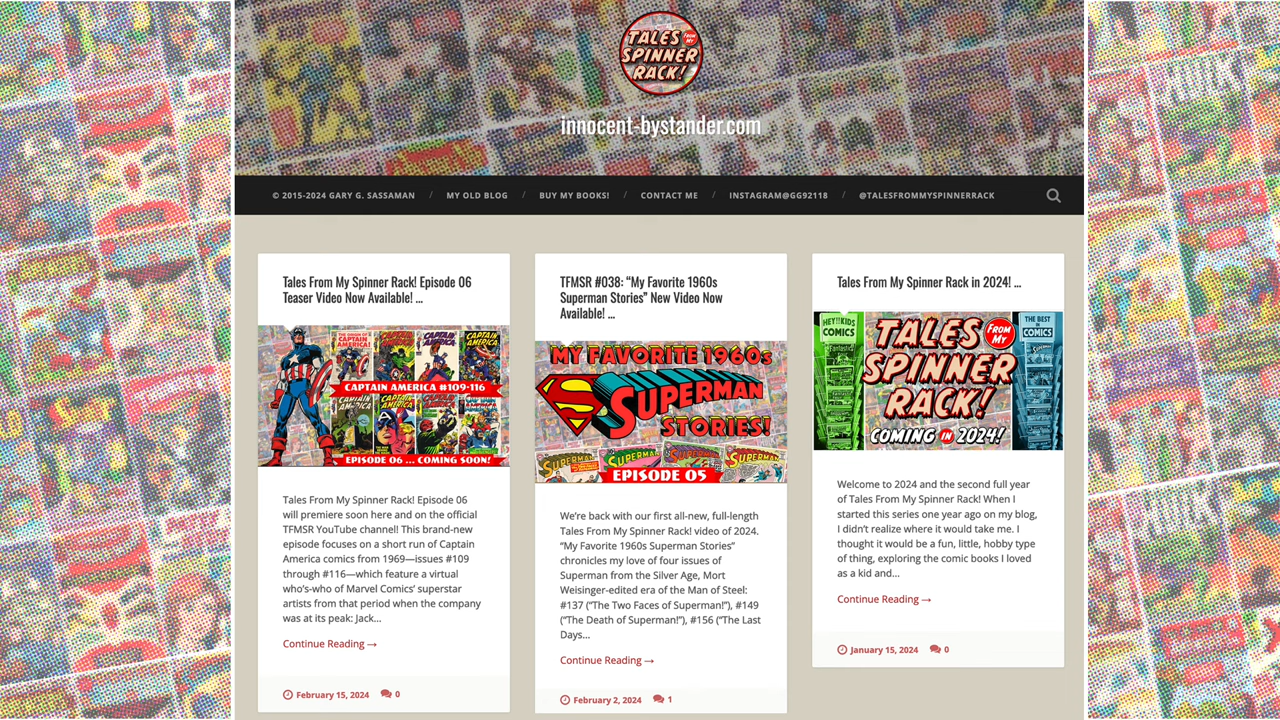 TALES
FROM MY
SPINNER
RACK!
innocent-bystander.com
© 2015-2024 GARY G. SASSAMAN / MY OLD BLOG / BUY MY BOOKS! / CONTACT ME / INSTAGRAM@GG92118 / @TALESFROMMYSPINNERRACK
Tales From My Spinner Rack! Episode 06
Teaser Video Now Available! ...
CAPTAIN AMERICA!
CAPTAIN AMERICA #109-116
EPISODE 06 ... COMING SOON!
Tales From My Spinner Rack! Episode 06
will premiere soon here and on the official
TFMSR YouTube channel! This brand-new
episode focuses on a short run of Captain
America comics from 1969—issues #109
through #116—which feature a virtual
who's-who of Marvel Comics' superstar
artists from that period when the company
was at its peak: Jack...
Continue Reading →
February 15, 2024 0
TFMSR #038: “My Favorite 1960s
Superman Stories” New Video Now
Available! ...
MY FAVORITE 1960s
SUPERMAN
STORIES!
SUPERMAN SUPERMAN SUPERMAN SUPERMAN
EPISODE 05
We're back with our first all-new, full-length
Tales From My Spinner Rack! video of 2024.
“My Favorite 1960s Superman Stories”
chronicles my love of four issues of
Superman from the Silver Age, Mort
Weisinger-edited era of the Man of Steel:
#137 (“The Two Faces of Superman!”), #149
(“The Death of Superman!”), #156 (“The Last
Days...
Continue Reading →
February 2, 2024 1
Tales From My Spinner Rack in 2024! ...
HEY!! KIDS
COMICS
TALES
FROM MY
SPINNER
RACK!
COMING IN 2024!
THE BEST
IN
COMICS
Welcome to 2024 and the second full year
of Tales From My Spinner Rack! When I
started this series one year ago on my blog,
I didn't realize where it would take me. I
thought it would be a fun, little, hobby type
of thing, exploring the comic books I loved
as a kid and...
Continue Reading →
January 15, 2024 0